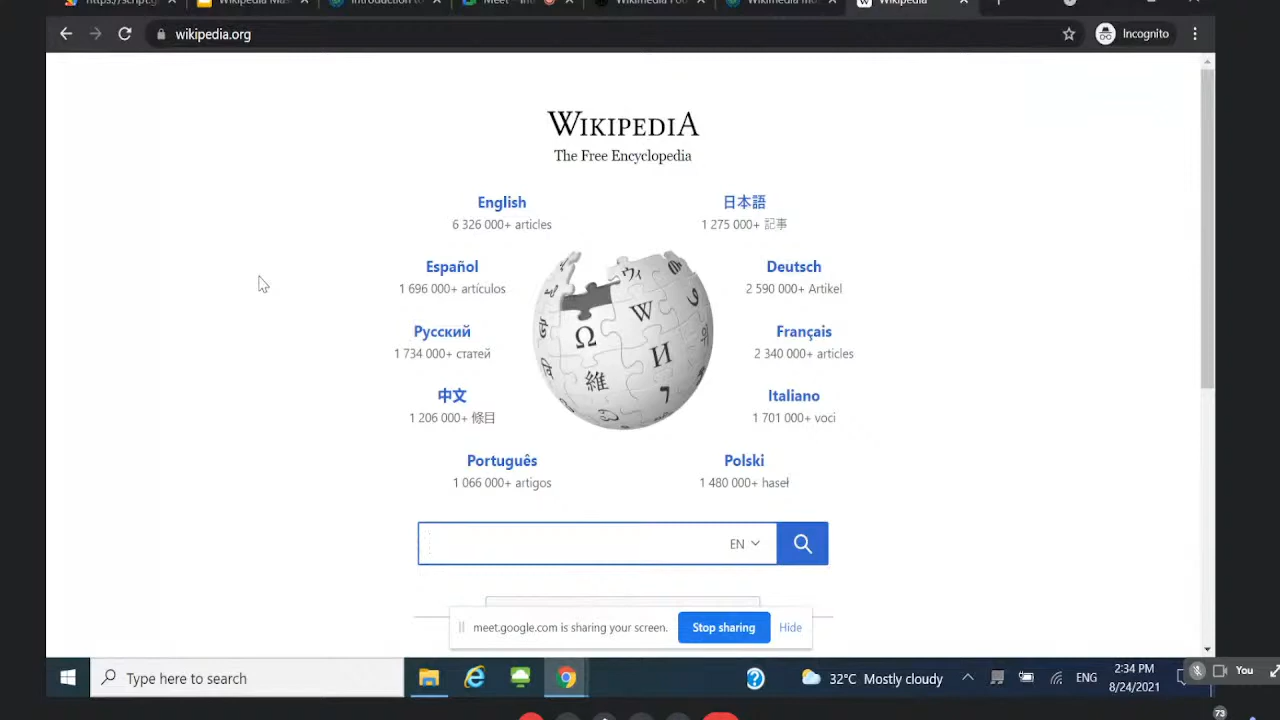 Wikipedia
wikipedia.org
Incognito
WIKIPEDIA
The Free Encyclopedia
English
6 326 000+ articles
日本語
1 275 000+ 記事
Español
1 696 000+ artículos
Deutsch
2 590 000+ Artikel
Русский
1 734 000+ статей
Français
2 340 000+ articles
中文
1 206 000+ 條目
Italiano
1 701 000+ voci
Português
1 066 000+ artigos
Polski
1 480 000+ haseł
Ω
W
И
維
ウィ
EN
meet.google.com is sharing your screen.
Stop sharing
Hide
Type here to search
32°C Mostly cloudy
ENG
2:34 PM
8/24/2021
You
73